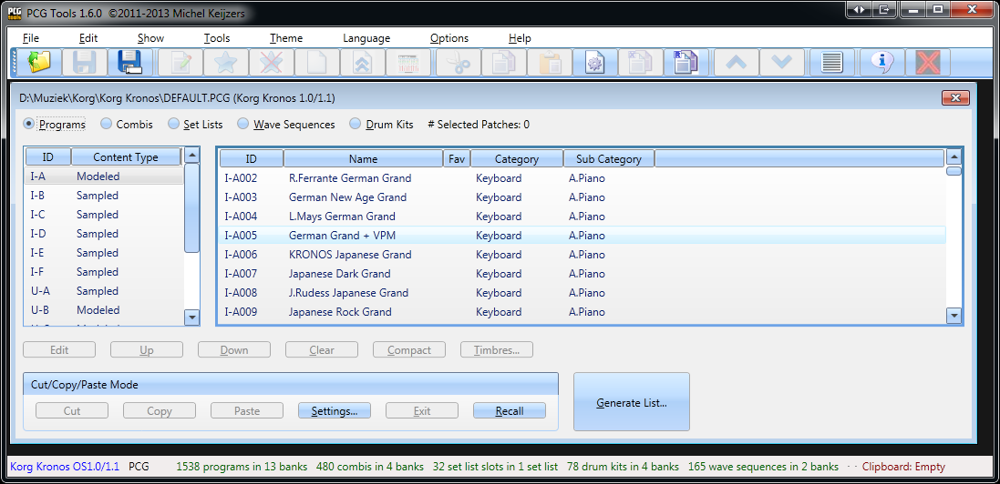 PCG Tools 1.6.0 ©2011-2013 Michel Keijzers
File Edit Show Tools Theme Language Options Help
D:\Muziek\Korg\Korg Kronos\DEFAULT.PCG (Korg Kronos 1.0/1.1)
Programs Combis Set Lists Wave Sequences Drum Kits # Selected Patches: 0
ID Content Type
I-A Modeled
I-B Sampled
I-C Sampled
I-D Sampled
I-E Sampled
I-F Sampled
U-A Sampled
U-B Modeled
ID Name Fav Category Sub Category
I-A002 R.Ferrante German Grand Keyboard A.Piano
I-A003 German New Age Grand Keyboard A.Piano
I-A004 L.Mays German Grand Keyboard A.Piano
I-A005 German Grand + VPM Keyboard A.Piano
I-A006 KRONOS Japanese Grand Keyboard A.Piano
I-A007 Japanese Dark Grand Keyboard A.Piano
I-A008 J.Rudess Japanese Grand Keyboard A.Piano
I-A009 Japanese Rock Grand Keyboard A.Piano
Edit Up Down Clear Compact Timbres...
Cut/Copy/Paste Mode
Cut Copy Paste Settings... Exit Recall
Generate List...
Korg Kronos OS1.0/1.1 PCG 1538 programs in 13 banks 480 combis in 4 banks 32 set list slots in 1 set list 78 drum kits in 4 banks 165 wave sequences in 2 banks - - Clipboard: Empty